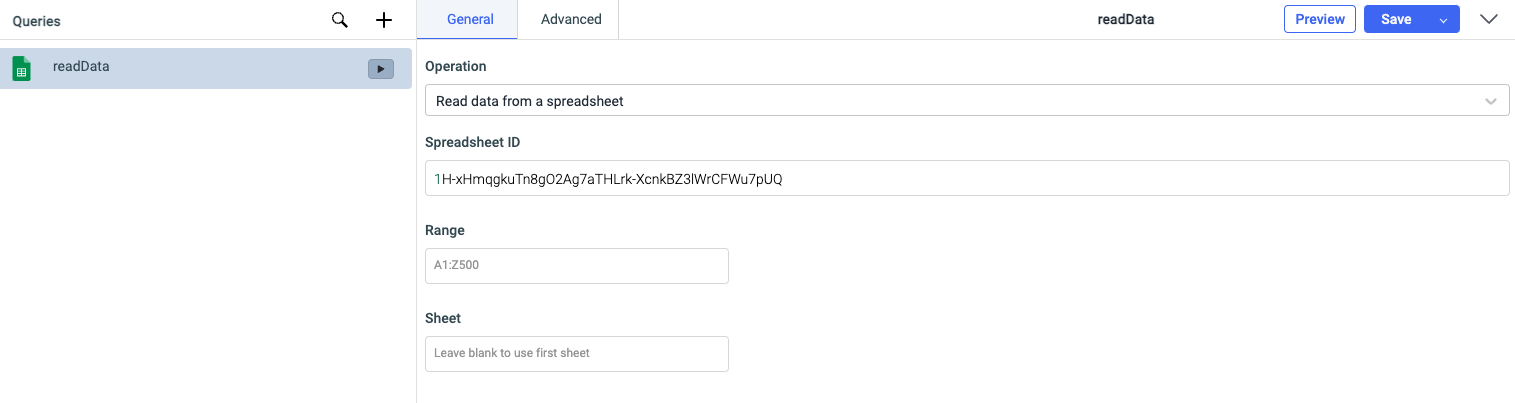 Queries
General
Advanced
readData
Preview
Save
readData
Operation
Read data from a spreadsheet
Spreadsheet ID
1H-xHmqgkuTn8gO2Ag7aTHLrk-XcnkBZ3lWrCFWu7pUQ
Range
A1:Z500
Sheet
Leave blank to use first sheet